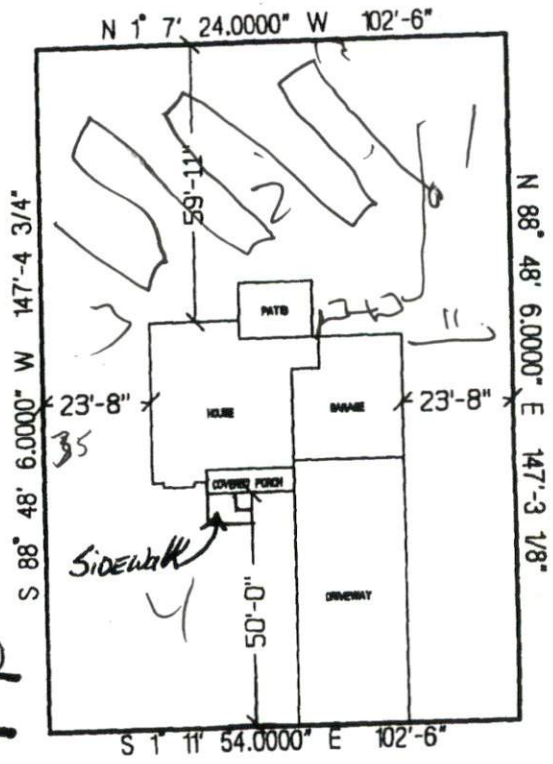 N 1° 7' 24.0000" W 102'-6"
S 88° 48' 6.0000" W 147'-4 3/4"
N 88° 48' 6.0000" E 147'-3 1/8"
59'-11"
1
2
PATIO
11
23'-8"
HOUSE
GARAGE
23'-8"
35
COVERED PORCH
SIDEWALK
4
50'-0"
DRIVEWAY
S 1° 11' 54.0000" E 102'-6"